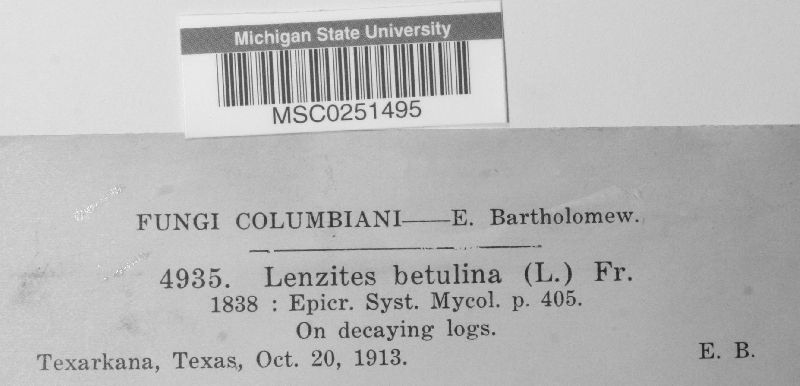 Michigan State University
MSC0251495
FUNGI COLUMBIANI——E. Bartholomew.
4935. Lenzites betulina (L.) Fr.
1838 : Epicr. Syst. Mycol. p. 405.
On decaying logs.
Texarkana, Texas, Oct. 20, 1913. E. B.